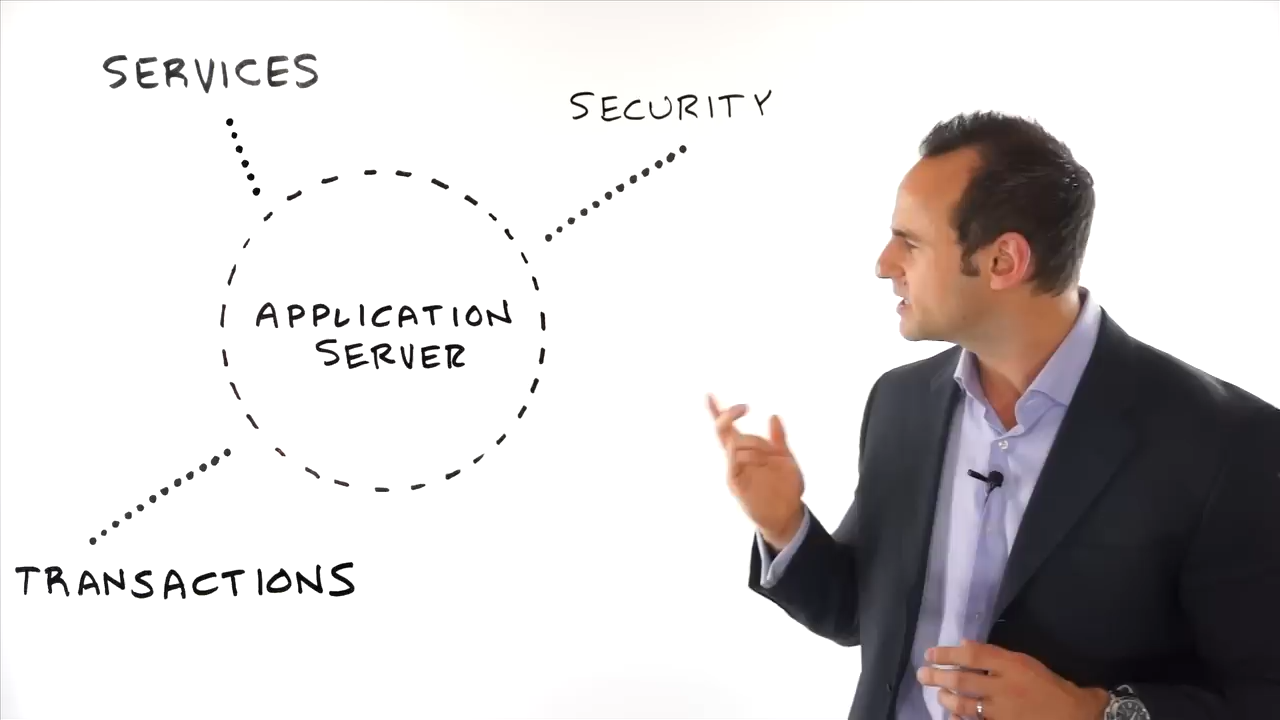 SERVICES
SECURITY
APPLICATION
SERVER
TRANSACTIONS